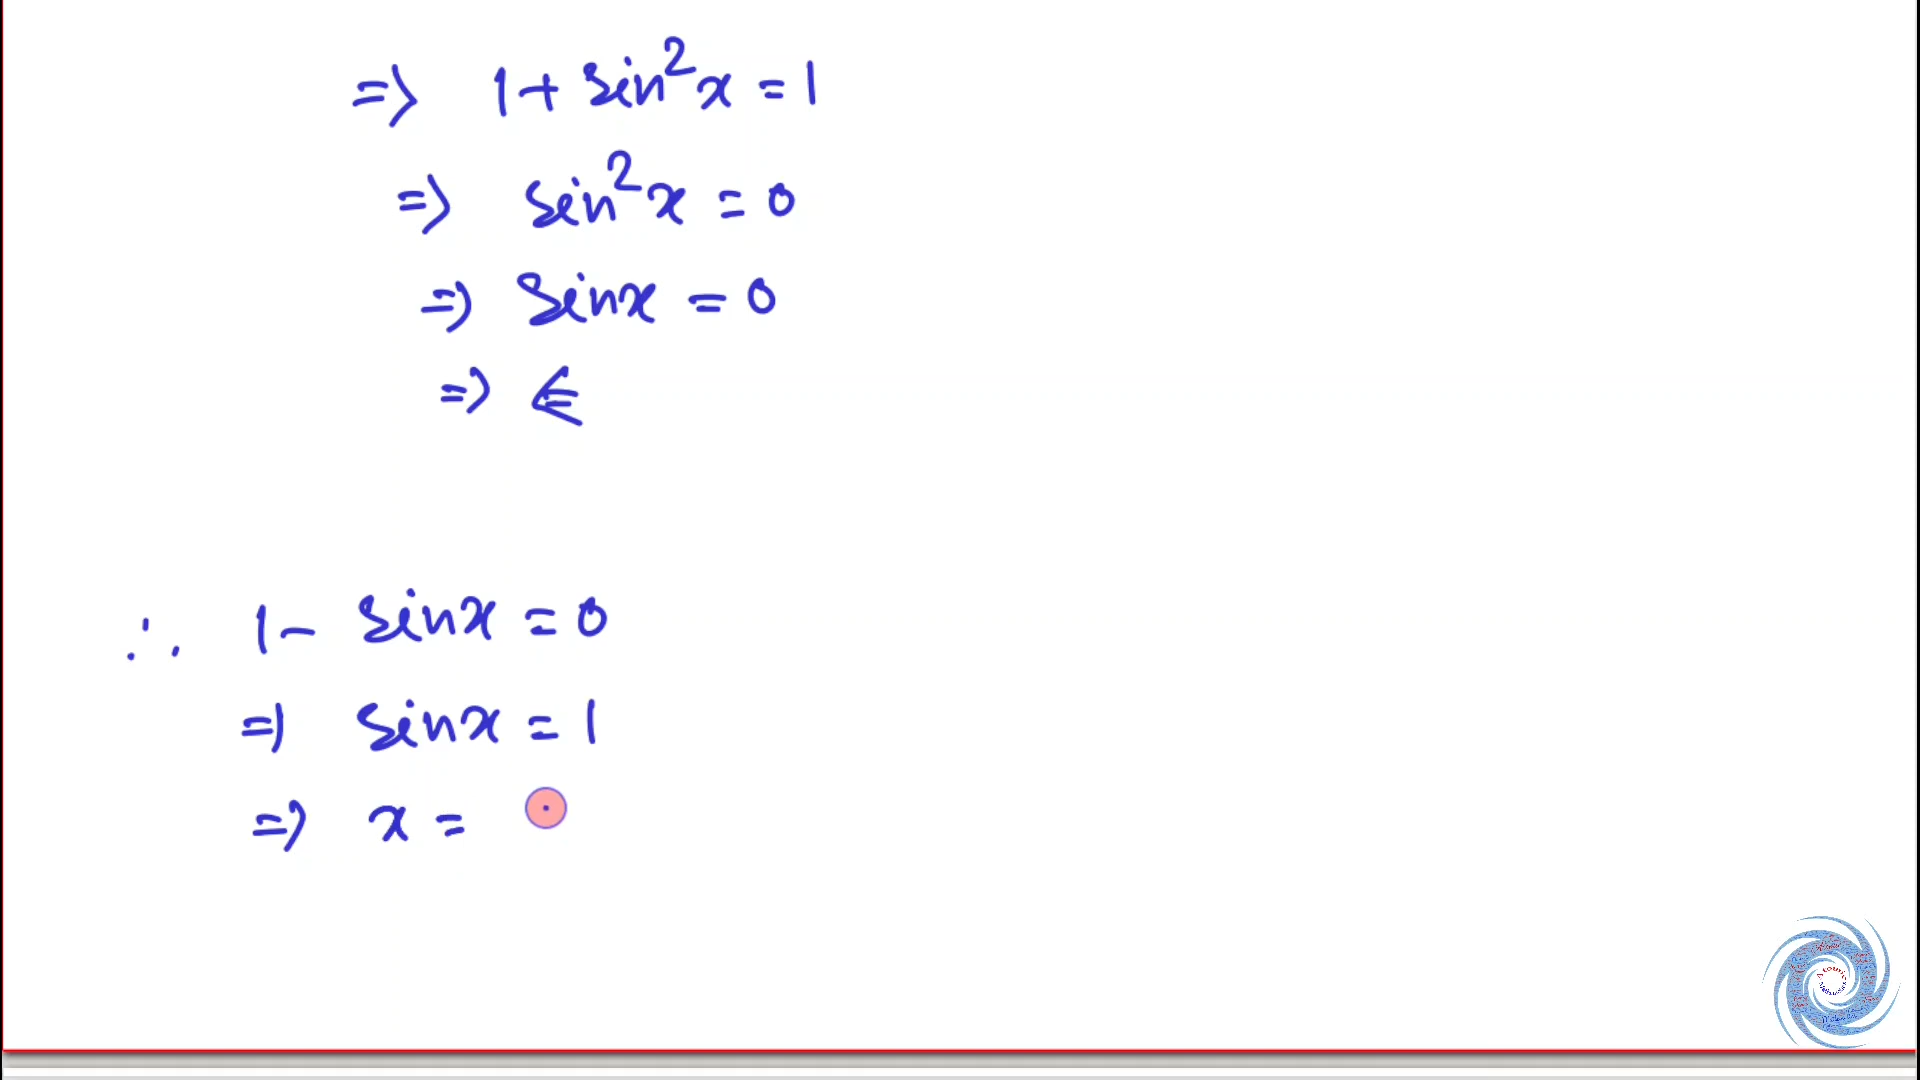 => 1 + sin²x = 1
=> sin²x = 0
=> sinx = 0
=> ⋸
∴ 1 - sinx = 0
=> sinx = 1
=> x =